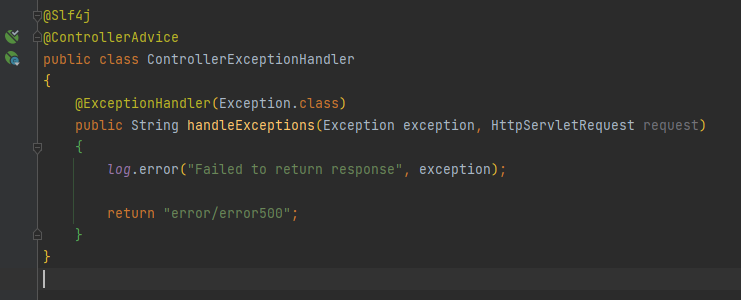 @Slf4j
@ControllerAdvice
public class ControllerExceptionHandler
{
    @ExceptionHandler(Exception.class)
    public String handleExceptions(Exception exception, HttpServletRequest request)
    {
        log.error("Failed to return response", exception);
        return "error/error500";
    }
}